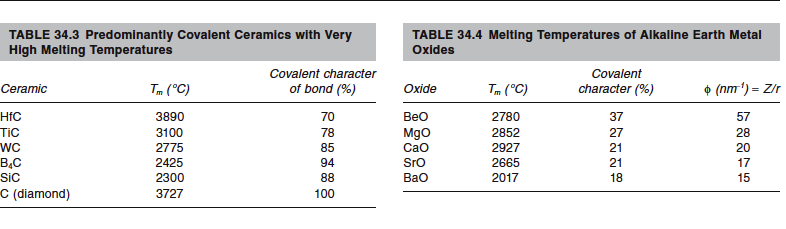 TABLE 34.3 Predominantly Covalent Ceramics with Very
High Melting Temperatures
Covalent character
Ceramic Tm (°C) of bond (%)
HfC 3890 70
TiC 3100 78
WC 2775 85
B₄C 2425 94
SiC 2300 88
C (diamond) 3727 100
TABLE 34.4 Melting Temperatures of Alkaline Earth Metal
Oxides
Covalent
Oxide Tm (°C) character (%) ϕ (nm⁻¹) = Z/r
BeO 2780 37 57
MgO 2852 27 28
CaO 2927 21 20
SrO 2665 21 17
BaO 2017 18 15